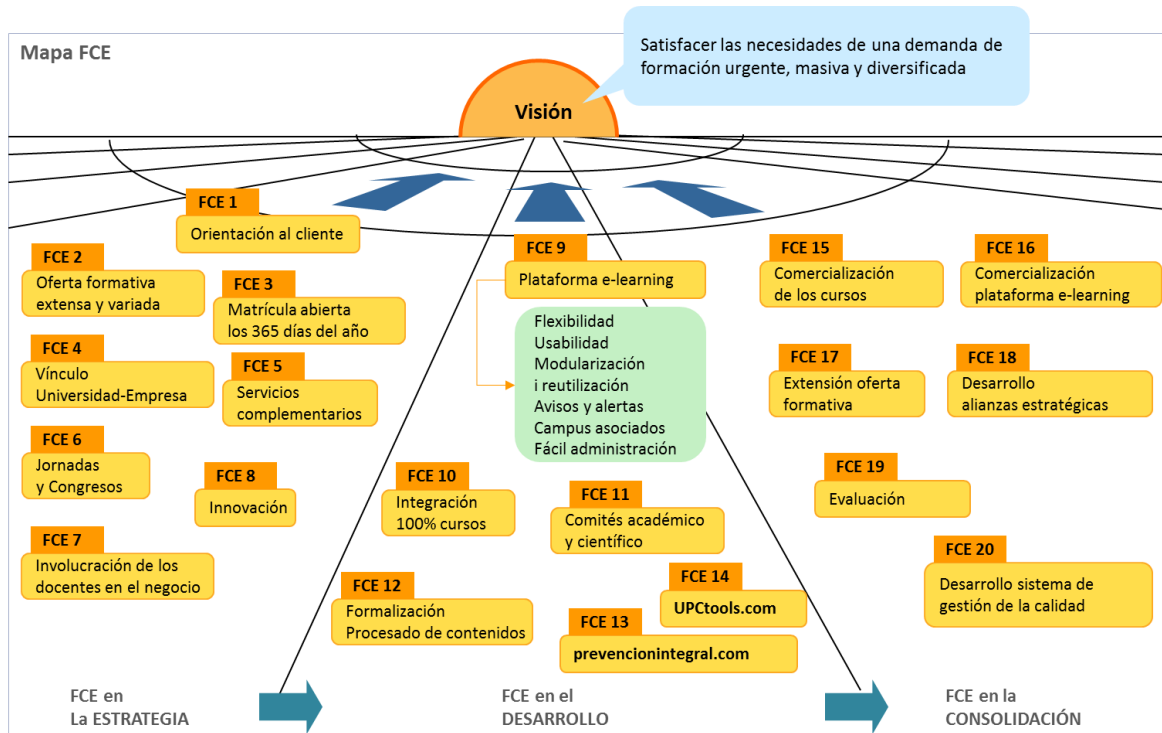 Mapa FCE
Satisfacer las necesidades de una demanda de
formación urgente, masiva y diversificada
Visión
FCE 1
Orientación al cliente
FCE 2
Oferta formativa
extensa y variada
FCE 3
Matrícula abierta
los 365 días del año
FCE 4
Vínculo
Universidad-Empresa
FCE 5
Servicios
complementarios
FCE 6
Jornadas
y Congresos
FCE 7
Involucración de los
docentes en el negocio
FCE 8
Innovación
FCE 9
Plataforma e-learning
Flexibilidad
Usabilidad
Modularización
i reutilización
Avisos y alertas
Campus asociados
Fácil administración
FCE 10
Integración
100% cursos
FCE 11
Comités académico
y científico
FCE 12
Formalización
Procesado de contenidos
FCE 13
prevencionintegral.com
FCE 14
UPCtools.com
FCE 15
Comercialización
de los cursos
FCE 16
Comercialización
plataforma e-learning
FCE 17
Extensión oferta
formativa
FCE 18
Desarrollo
alianzas estratégicas
FCE 19
Evaluación
FCE 20
Desarrollo sistema de
gestión de la calidad
FCE en
La ESTRATEGIA
FCE en el
DESARROLLO
FCE en la
CONSOLIDACIÓN